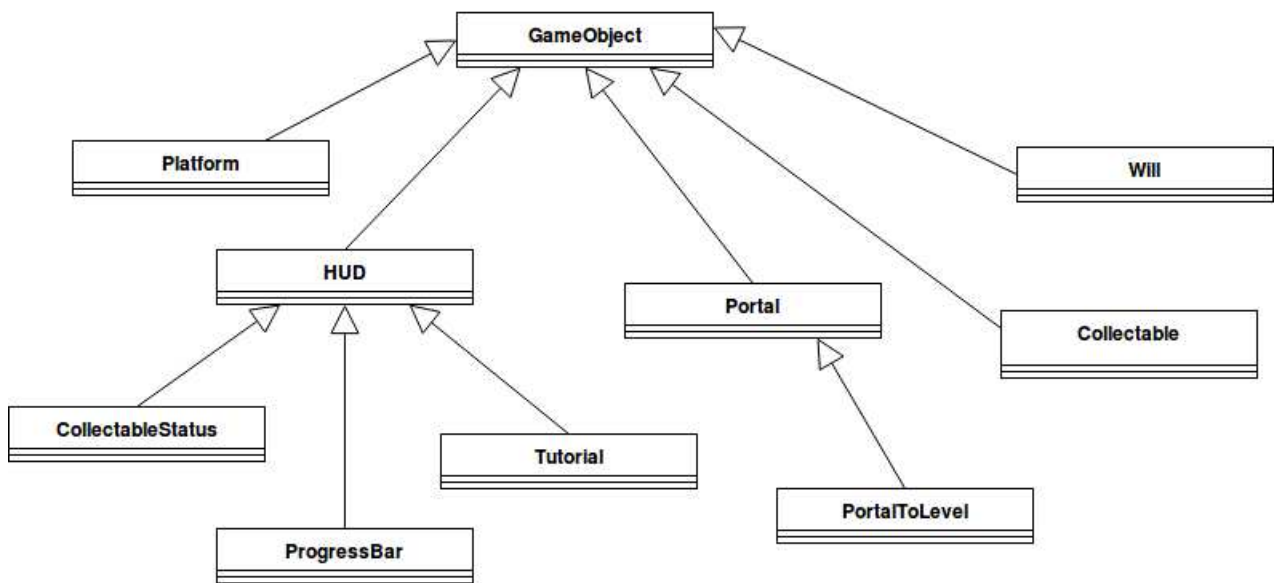 GameObject
Platform
Will
HUD
Portal
Collectable
CollectableStatus
Tutorial
PortalToLevel
ProgressBar